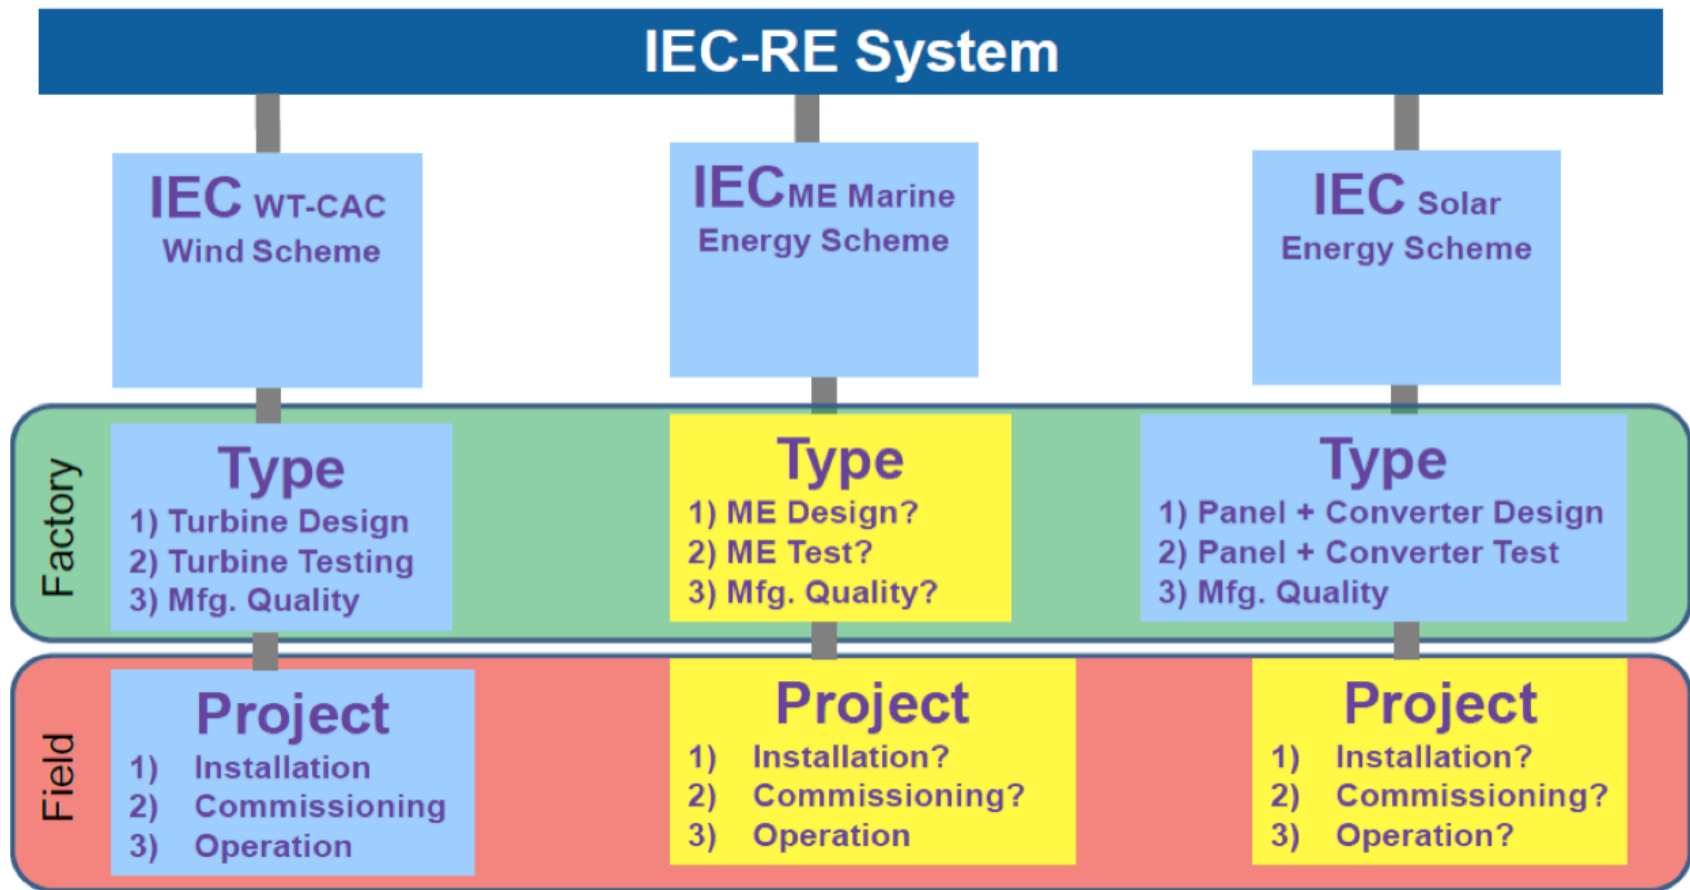 IEC-RE System
IEC WT-CAC
Wind Scheme
IEC ME Marine
Energy Scheme
IEC Solar
Energy Scheme
Factory
Type
1) Turbine Design
2) Turbine Testing
3) Mfg. Quality
Type
1) ME Design?
2) ME Test?
3) Mfg. Quality?
Type
1) Panel + Converter Design
2) Panel + Converter Test
3) Mfg. Quality
Field
Project
1) Installation
2) Commissioning
3) Operation
Project
1) Installation?
2) Commissioning?
3) Operation
Project
1) Installation?
2) Commissioning?
3) Operation?